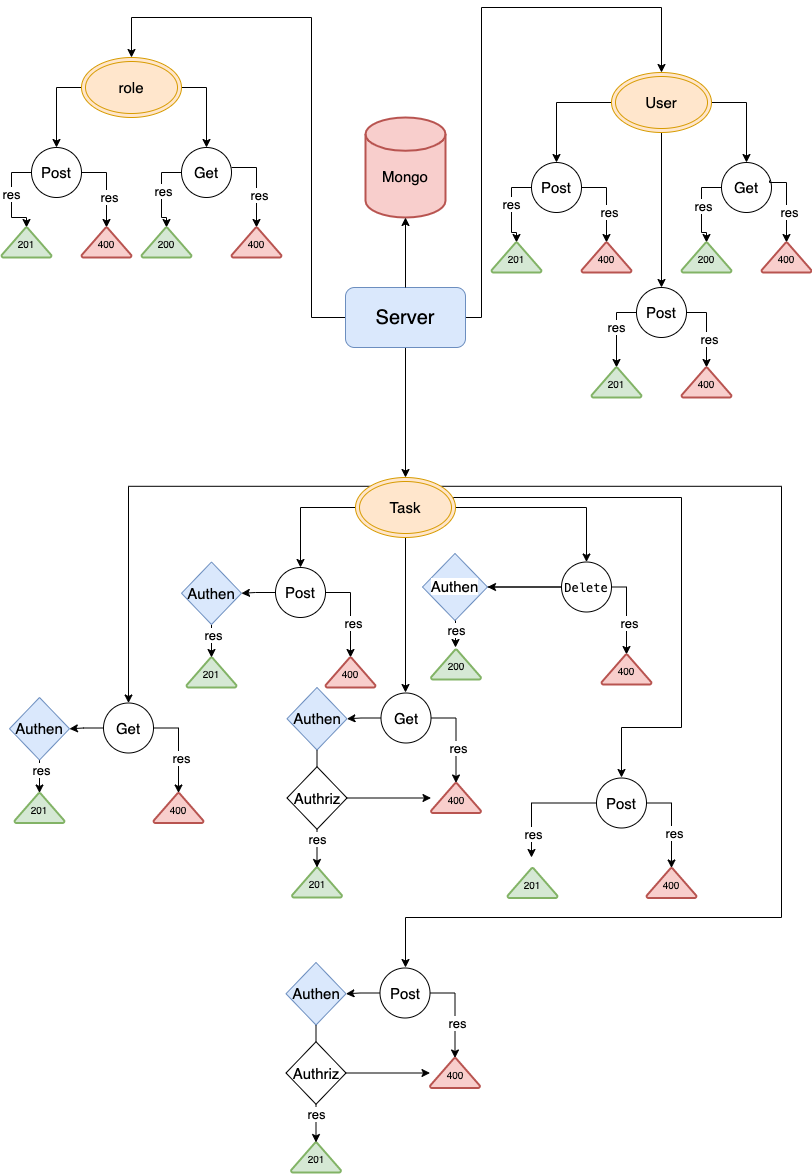 role
User
Post
Get
Mongo
Post
Get
res
res
res
res
res
res
res
res
201
400
200
400
201
400
200
400
Server
Post
res
res
201
400
Task
Authen
Post
Authen
Delete
res
res
res
res
201
400
200
400
Authen
Get
Authen
Get
res
res
res
201
400
Authriz
400
Post
res
res
res
201
201
400
Authen
Post
res
Authriz
400
res
201